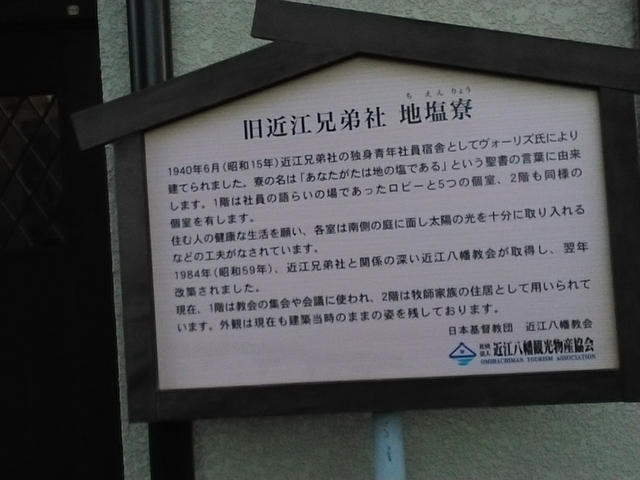 ちえんりょう
旧近江兄弟社 地塩寮
1940年6月(昭和15年)近江兄弟社の独身青年社員宿舎としてヴォーリズ氏により
建てられました。寮の名は「あなたがたは地の塩である」という聖書の言葉に由来
します。1階は社員の語らいの場であったロビーと5つの個室、2階も同様の
個室を有します。
住む人の健康な生活を願い、各室は南側の庭に面し太陽の光を十分に取り入れる
などの工夫がなされています。
1984年(昭和59年)、近江兄弟社と関係の深い近江八幡教会が取得し、翌年
改築されました。
現在、1階は教会の集会や会議に使われ、2階は牧師家族の住居として用いられて
います。外観は現在も建築当時のままの姿を残しております。
日本基督教団 近江八幡教会
社団法人 近江八幡観光物産協会
OMIHACHIMAN TOURISM ASSOCIATION